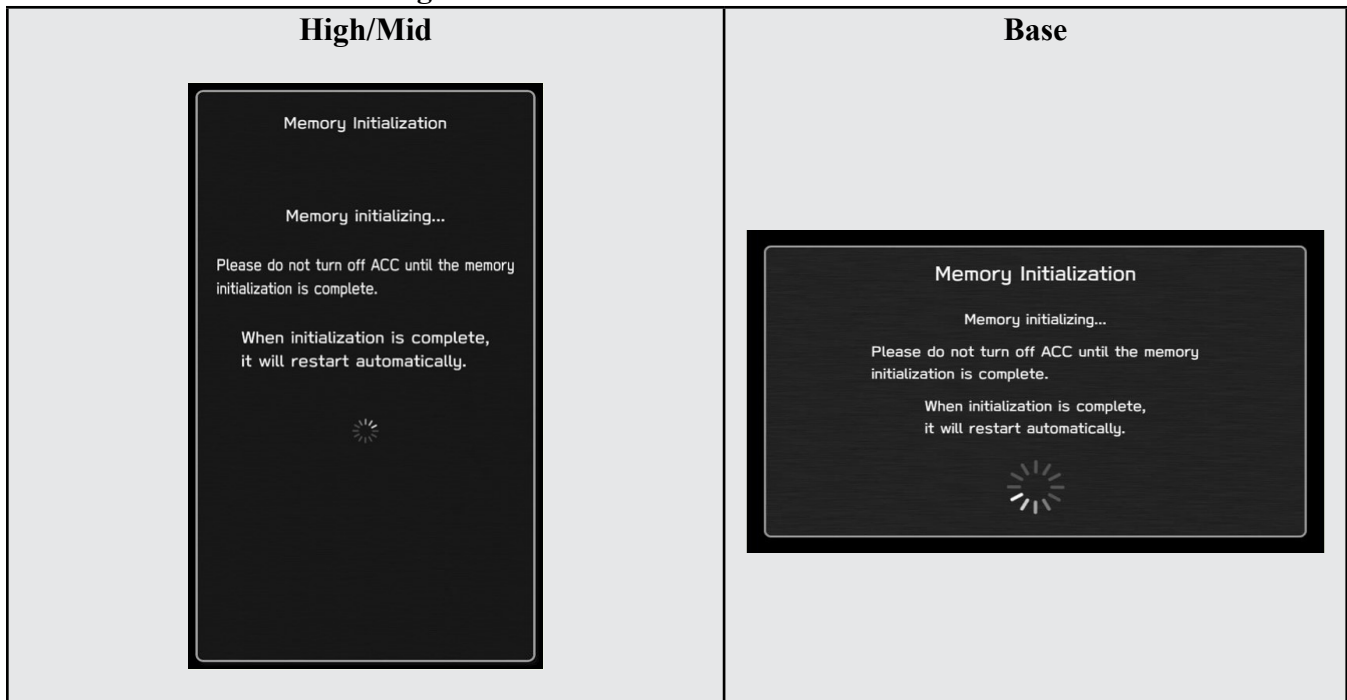 High/Mid
Memory Initialization
Memory initializing...
Please do not turn off ACC until the memory
initialization is complete.
When initialization is complete,
it will restart automatically.
Base
Memory Initialization
Memory initializing...
Please do not turn off ACC until the memory
initialization is complete.
When initialization is complete,
it will restart automatically.